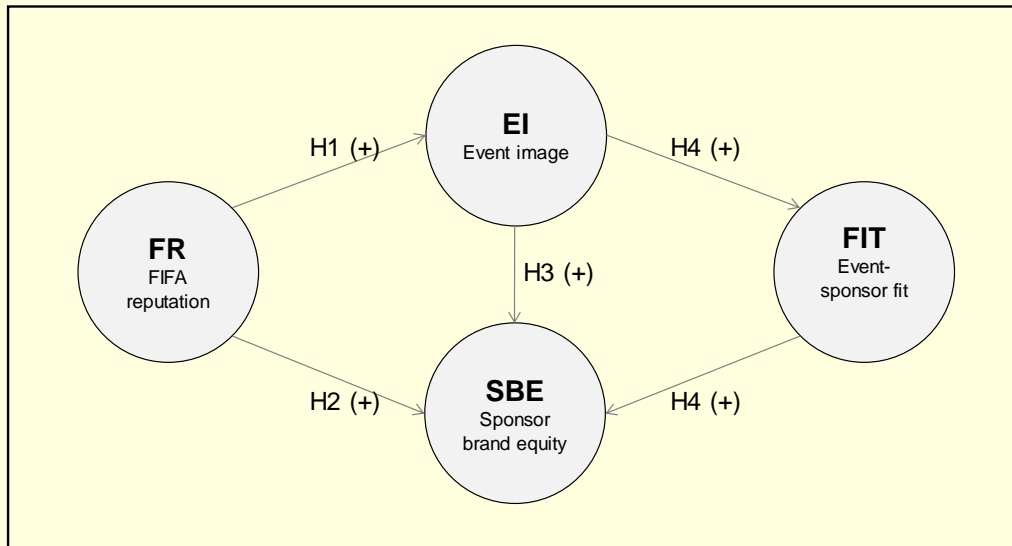 EI
Event image
H1 (+)
H4 (+)
FR
FIFA
reputation
FIT
Event-
sponsor fit
H3 (+)
SBE
Sponsor
brand equity
H2 (+)
H4 (+)